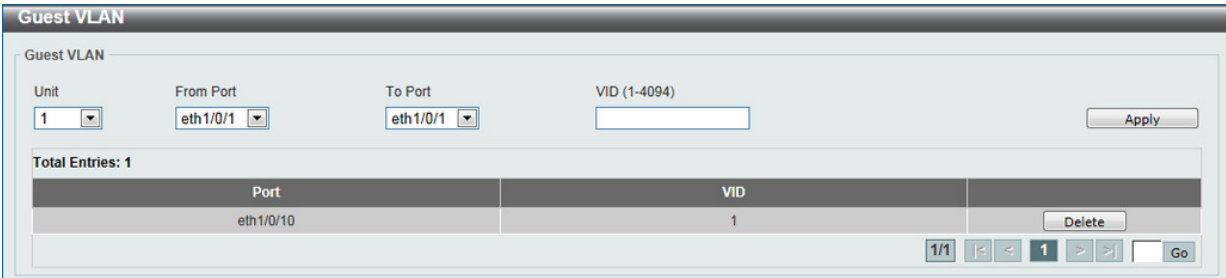 Guest VLAN
Guest VLAN
Unit From Port To Port VID (1-4094)
1 eth1/0/1 eth1/0/1 Apply
Total Entries: 1
Port VID
eth1/0/10 1 Delete
1/1 |< < 1 > >| Go